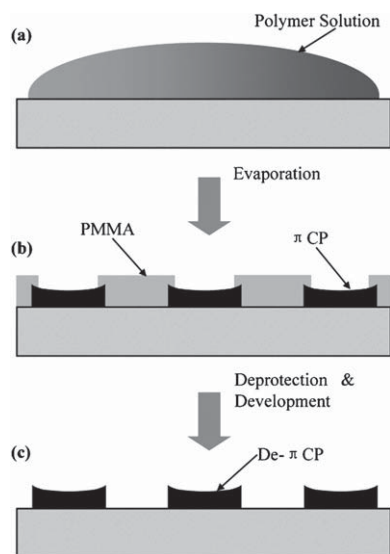 (a)
Polymer Solution
Evaporation
(b)
PMMA
π CP
Deprotection &
Development
(c)
De- π CP